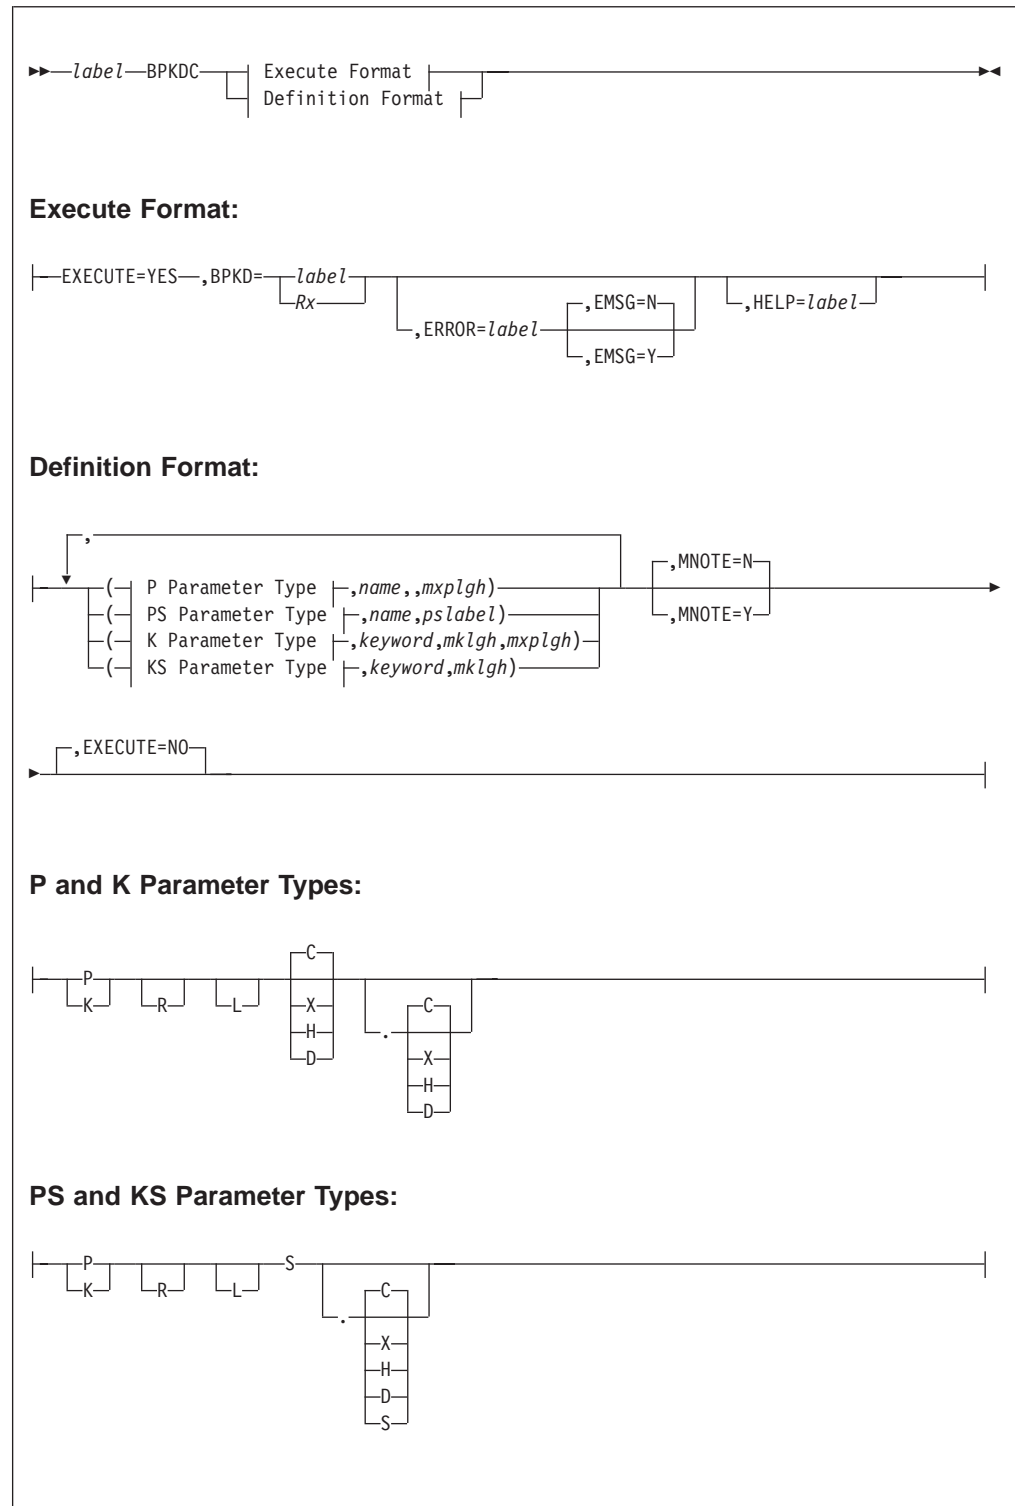 label BPKDC Execute Format
Definition Format
Execute Format:
EXECUTE=YES ,BPKD= label
Rx
,ERROR=label ,EMSG=N
,EMSG=Y
,HELP=label
Definition Format:
,
( P Parameter Type ,name,,mxplgh)
( PS Parameter Type ,name,pslabel)
( K Parameter Type ,keyword,mklgh,mxplgh)
( KS Parameter Type ,keyword,mklgh)
,MNOTE=N
,MNOTE=Y
,EXECUTE=NO
P and K Parameter Types:
P
K
R
L
C
X
H
D
.
C
X
H
D
PS and KS Parameter Types:
P
K
R
L
S
.
C
X
H
D
S